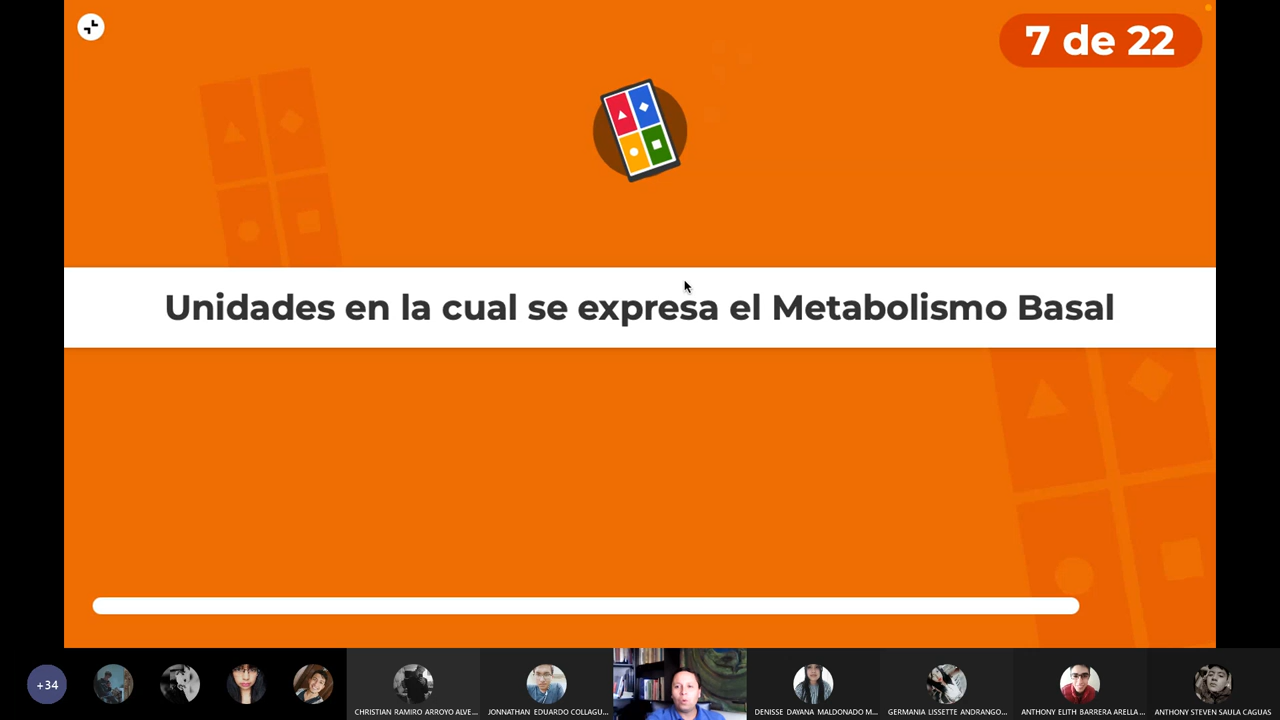 7 de 22
Unidades en la cual se expresa el Metabolismo Basal
+34
CHRISTIAN RAMIRO ARROYO ALVE...
JONNATHAN EDUARDO COLLAGU...
DENISSE DAYANA MALDONADO M...
GERMANIA LISSETTE ANDRANGO...
ANTHONY ELITH BARRERA ARELLA ...
ANTHONY STEVEN SAULA CAGUAS